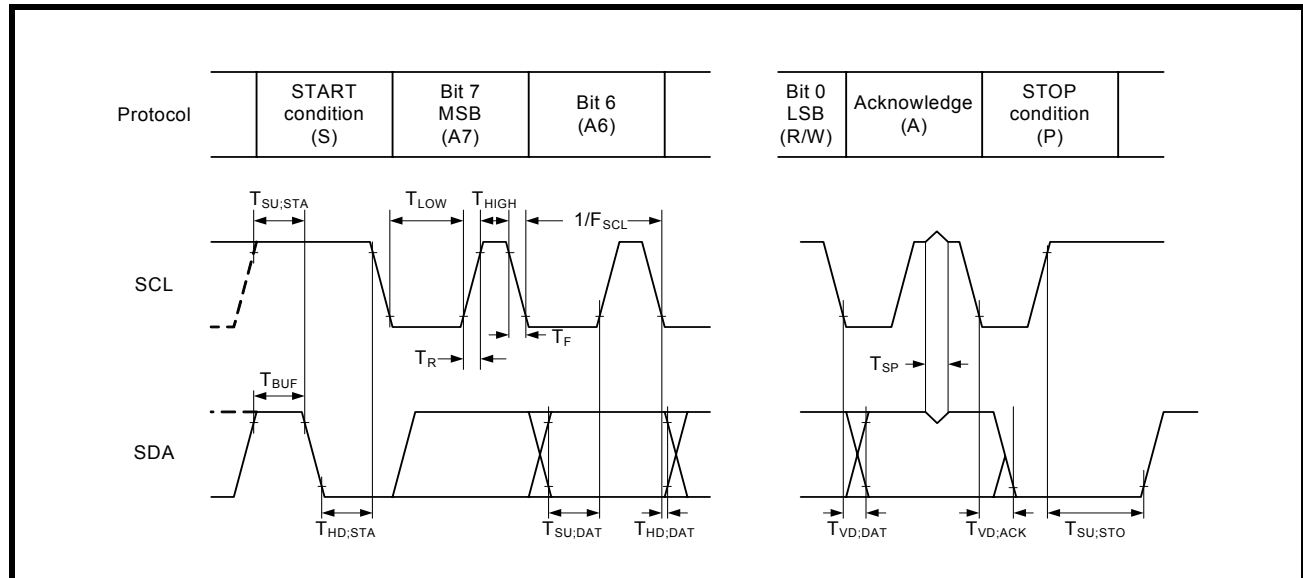 Protocol
START
condition
(S)
Bit 7
MSB
(A7)
Bit 6
(A6)
Bit 0
LSB
(R/W)
Acknowledge
(A)
STOP
condition
(P)
TSU;STA
TLOW
THIGH
1/FSCL
SCL
TF
TR
TSP
TBUF
SDA
THD;STA
TSU;DAT
THD;DAT
TVD;DAT
TVD;ACK
TSU;STO